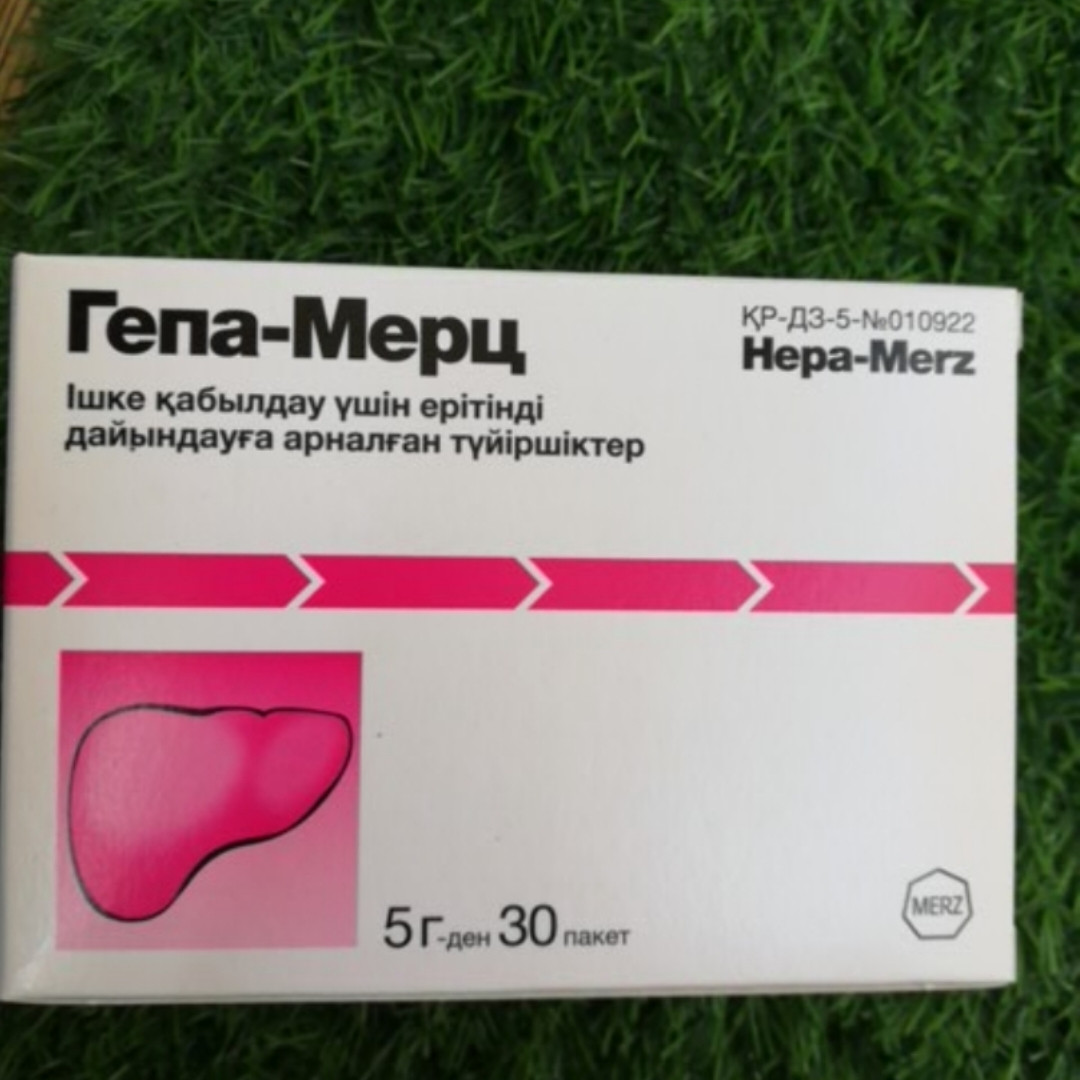 Гепа-Мерц
ҚР-ДЗ-5-№010922
Hepa-Merz
Ішке қабылдау үшін ерітінді
дайындауға арналған түйіршіктер
5 г-ден 30 пакет
MERZ